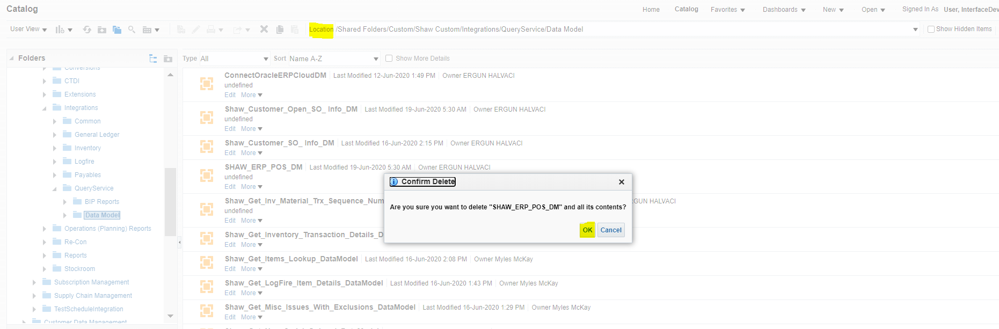 Catalog
Home Catalog Favorites Dashboards New Open Signed In As User, InterfaceDev
User View
Location /Shared Folders/Custom/Shaw Custom/Integrations/QueryService/Data Model
Show Hidden Items
Folders
Conversions
CTDI
Extensions
Integrations
Common
General Ledger
Inventory
Logfire
Payables
QueryService
BIP Reports
Data Model
Operations (Planning) Reports
Re-Con
Reports
Stockroom
Subscription Management
Supply Chain Management
TestScheduleIntegration
Customer Data Management
Type All Sort Name A-Z Show More Details
ConnectOracleERPCloudDM Last Modified 12-Jun-2020 1:49 PM Owner ERGUN HALVACI
undefined
Edit More
Shaw_Customer_Open_SO_ Info_DM Last Modified 19-Jun-2020 5:30 AM Owner ERGUN HALVACI
undefined
Edit More
Shaw_Customer_SO_ Info_DM Last Modified 16-Jun-2020 2:15 PM Owner ERGUN HALVACI
Edit More
SHAW_ERP_POS_DM Last Modified 19-Jun-2020 5:30 AM Owner ERGUN HALVACI
undefined
Edit More
Shaw_Get_Inv_Material_Trx_Sequence_Num GUN HALVACI
undefined
Edit More
Shaw_Get_Inventory_Transaction_Details_D
Edit More
Shaw_Get_Items_Lookup_DataModel Last Modified 16-Jun-2020 2:08 PM Owner Myles McKay
Edit More
Shaw_Get_LogFire_Item_Details_DataModel Last Modified 16-Jun-2020 1:43 PM Owner Myles McKay
Edit More
Shaw_Get_Misc_Issues_With_Exclusions_DataModel Last Modified 16-Jun-2020 1:29 PM Owner Myles McKay
Edit More
Confirm Delete
Are you sure you want to delete "SHAW_ERP_POS_DM" and all its contents?
OK Cancel